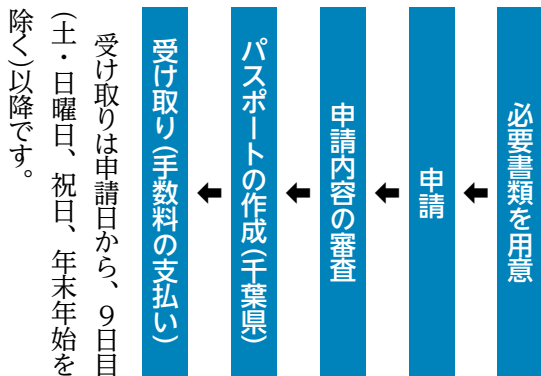 必要書類を用意
申請
申請内容の審査
パスポートの作成(千葉県)
受け取り(手数料の支払い)
受け取りは申請日から、9日目
(土・日曜日、祝日、年末年始を
除く)以降です。